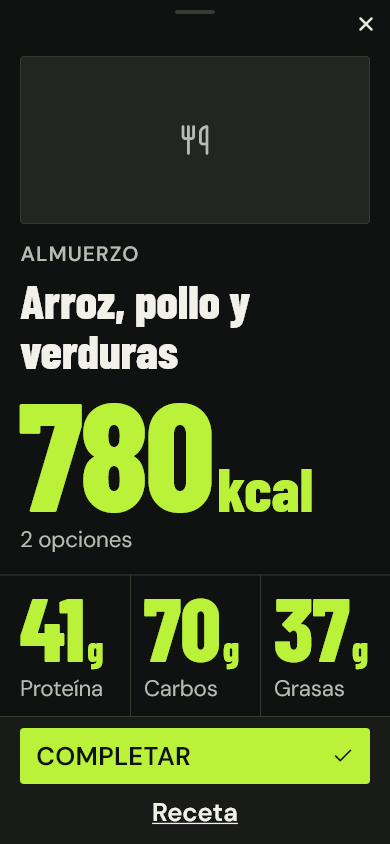 ALMUERZO
Arroz, pollo y
verduras
780kcal
2 opciones
41g
Proteína
70g
Carbos
37g
Grasas
COMPLETAR
Receta